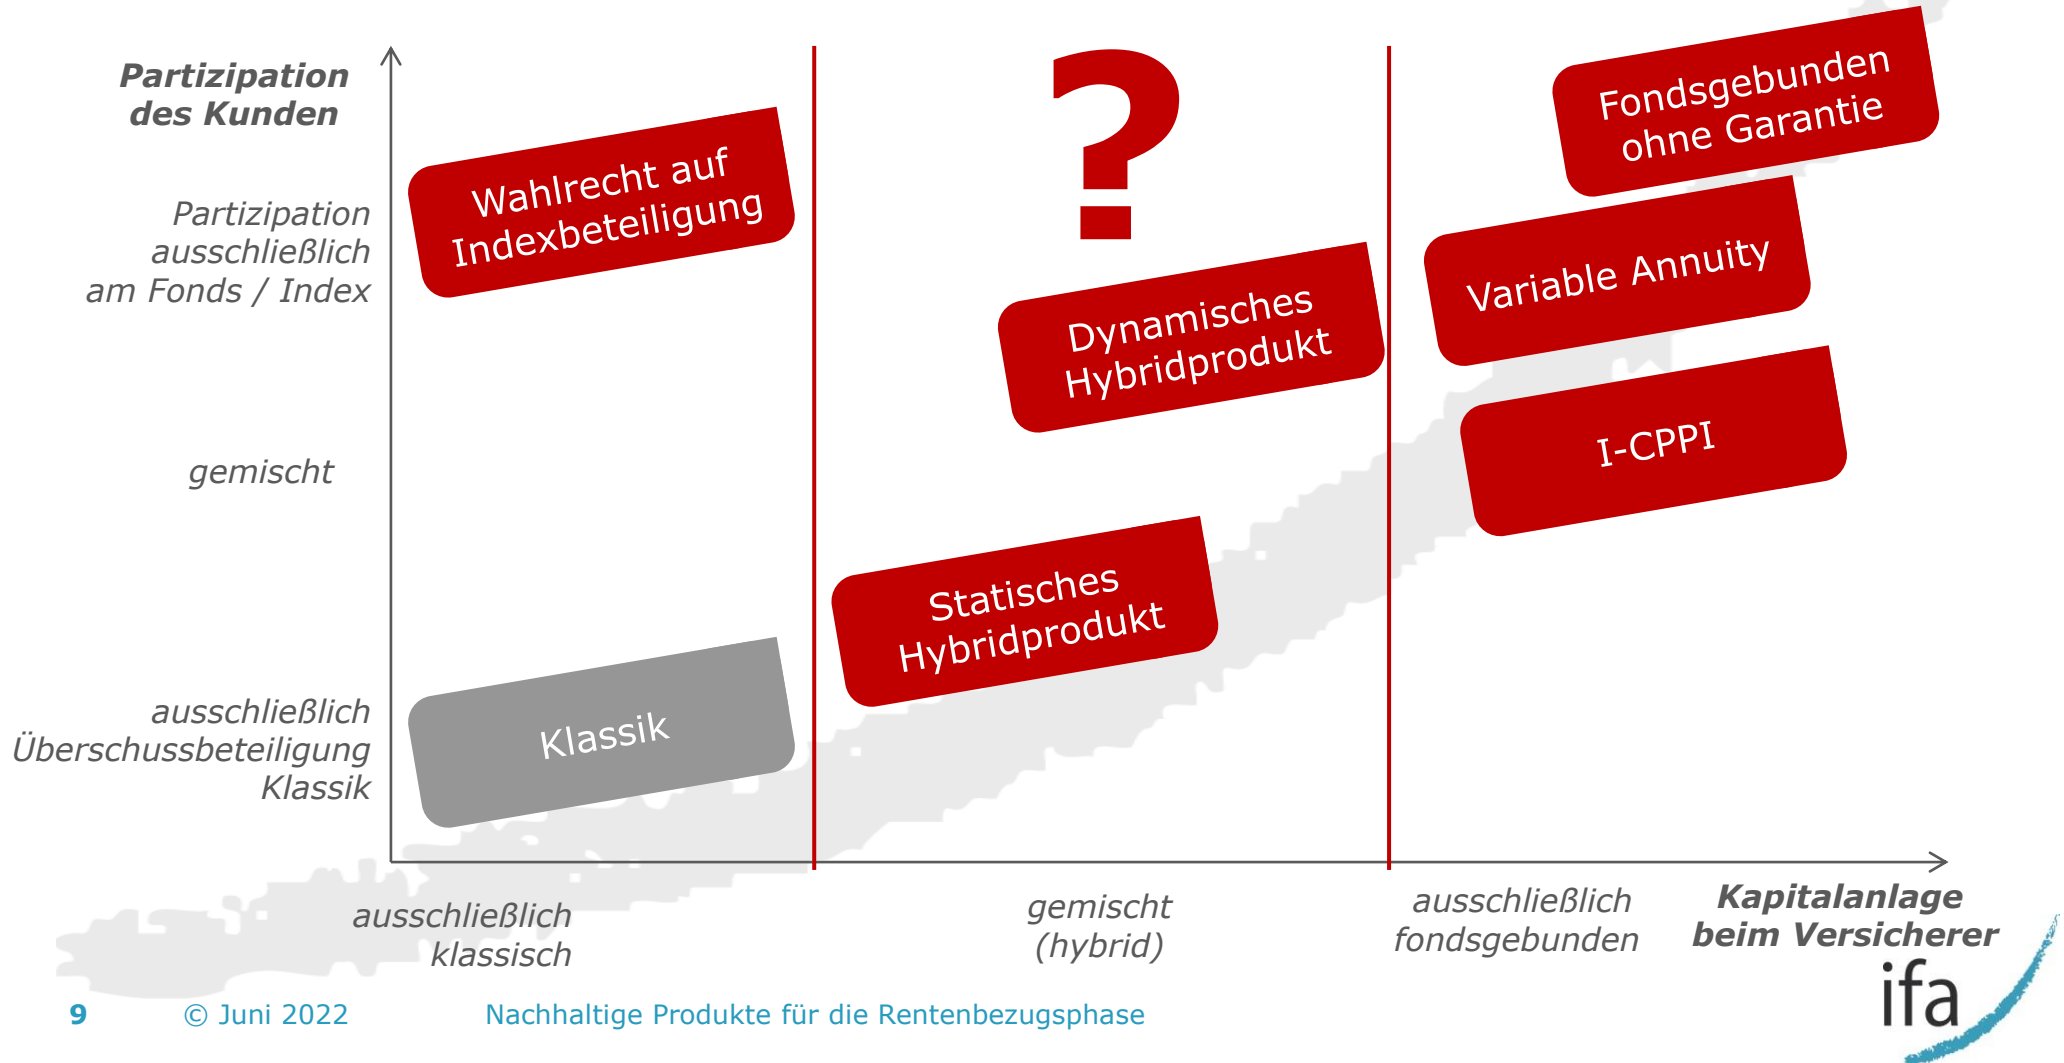 Partizipation
des Kunden
Partizipation
ausschließlich
am Fonds / Index
gemischt
ausschließlich
Überschussbeteiligung
Klassik
Wahlrecht auf
Indexbeteiligung
Klassik
?
Dynamisches
Hybridprodukt
Statisches
Hybridprodukt
Fondsgebunden
ohne Garantie
Variable Annuity
I-CPPI
ausschließlich
klassisch
gemischt
(hybrid)
ausschließlich
fondsgebunden
Kapitalanlage
beim Versicherer
9 © Juni 2022 Nachhaltige Produkte für die Rentenbezugsphase
ifa